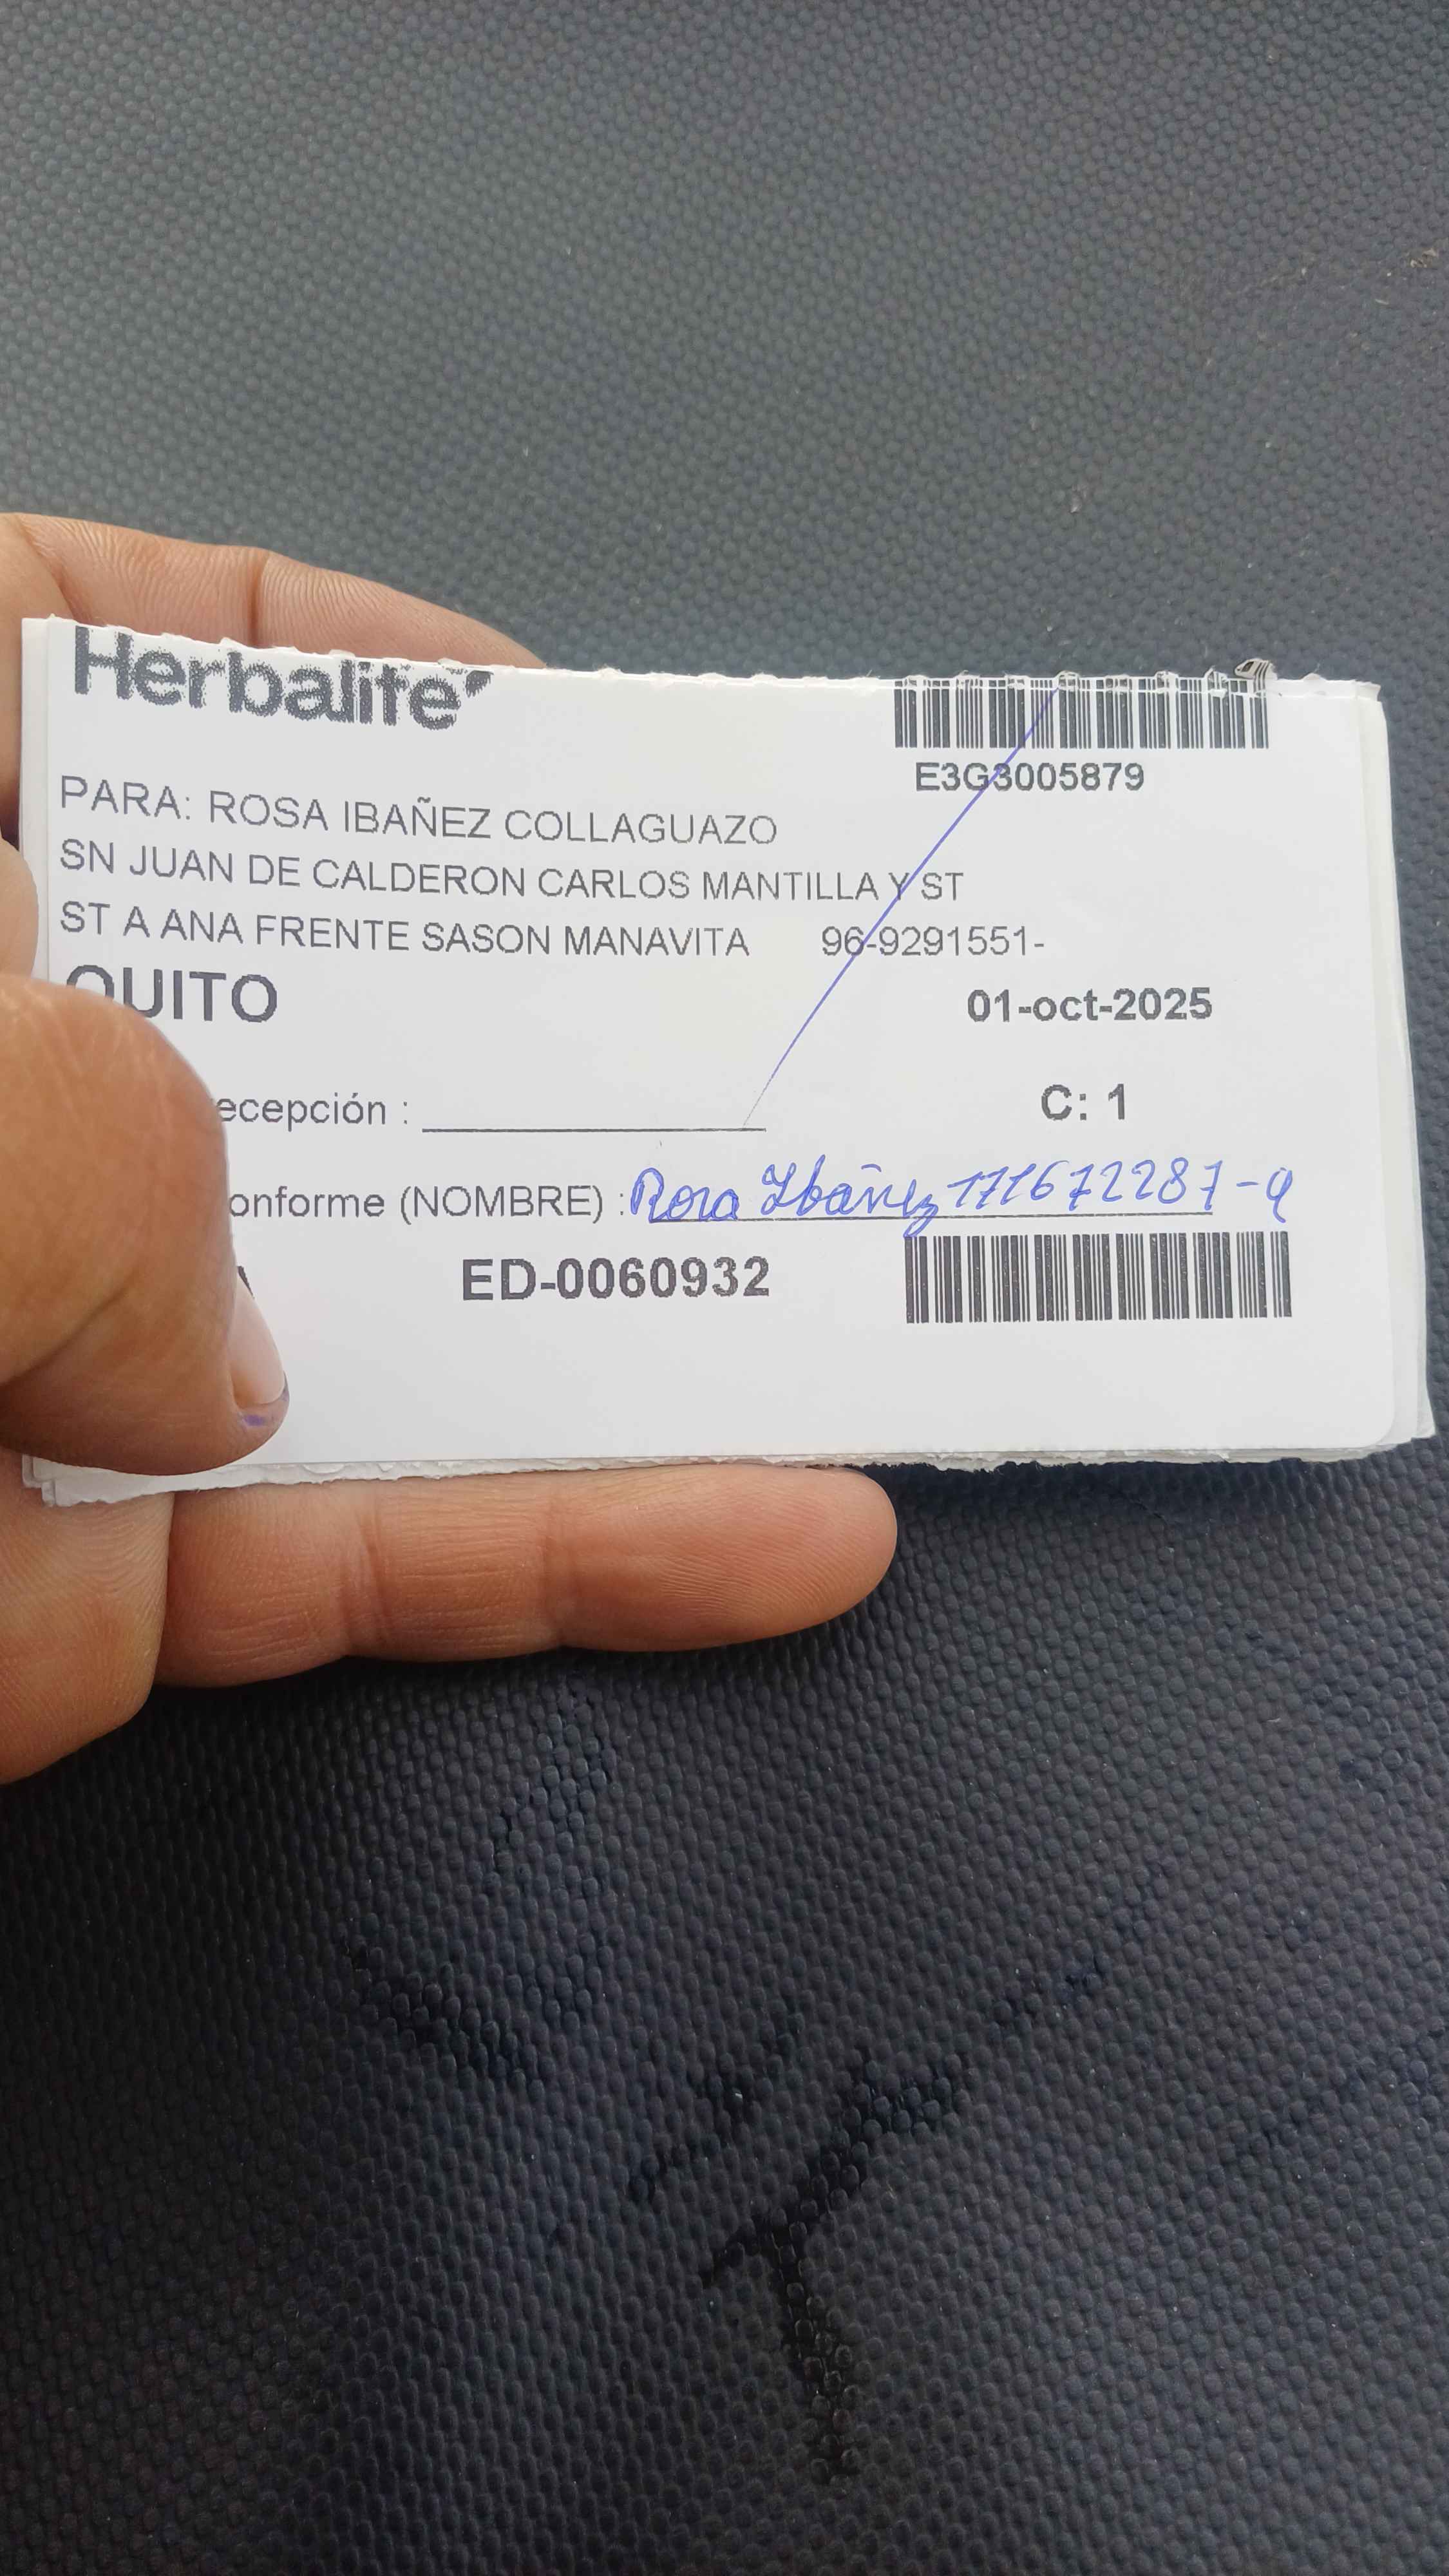 Herbalife
E3G3005879
PARA: ROSA IBAÑEZ COLLAGUAZO
SN JUAN DE CALDERON CARLOS MANTILLA Y ST
ST A ANA FRENTE SASON MANAVITA 96-9291551-
QUITO
01-oct-2025
ecepción :
C: 1
onforme (NOMBRE) : Rosa Ibañez 171672287-9
ED-0060932